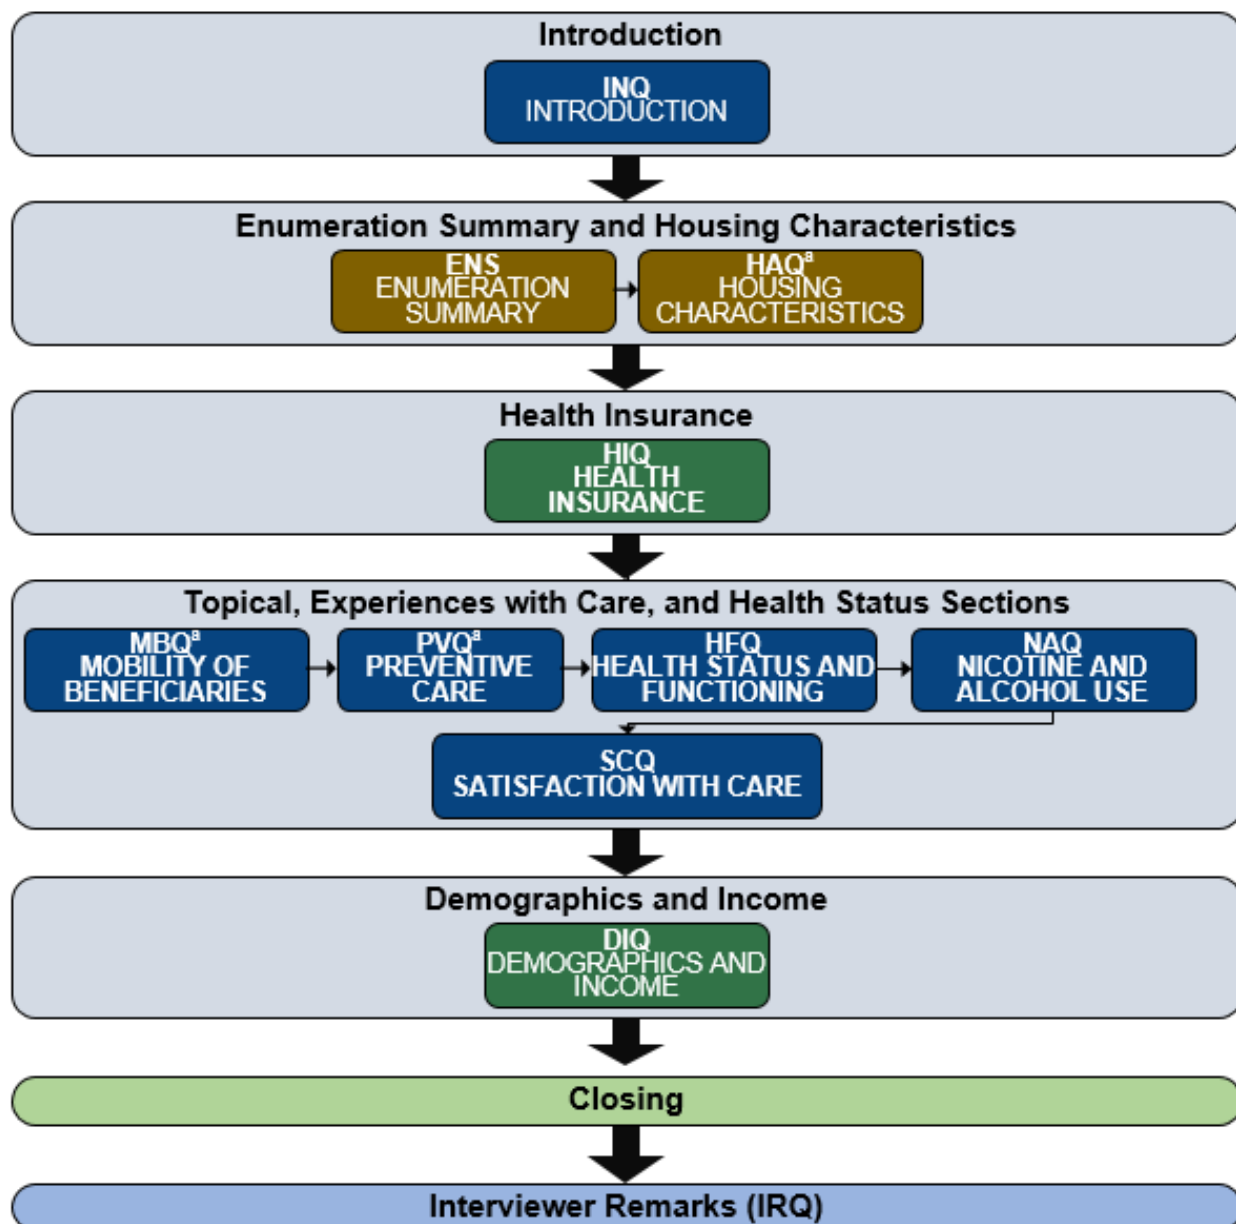 Introduction
INQ
INTRODUCTION
Enumeration Summary and Housing Characteristics
ENS
ENUMERATION
SUMMARY
HAQª
HOUSING
CHARACTERISTICS
Health Insurance
HIQ
HEALTH
INSURANCE
Topical, Experiences with Care, and Health Status Sections
MBQª
MOBILITY OF
BENEFICIARIES
PVQª
PREVENTIVE
CARE
HFQ
HEALTH STATUS AND
FUNCTIONING
NAQ
NICOTINE AND
ALCOHOL USE
SCQ
SATISFACTION WITH CARE
Demographics and Income
DIQ
DEMOGRAPHICS AND
INCOME
Closing
Interviewer Remarks (IRQ)